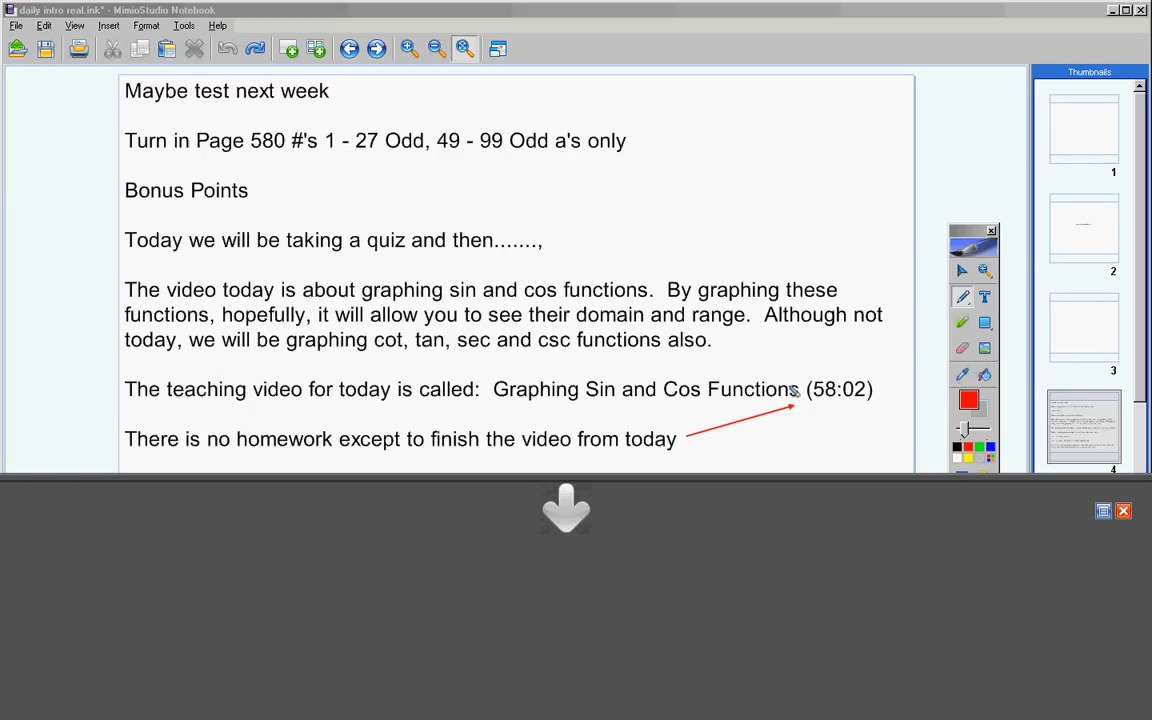 daily intro real.ink* - MimioStudio Notebook
File Edit View Insert Format Tools Help
Maybe test next week
Turn in Page 580 #'s 1 - 27 Odd, 49 - 99 Odd a's only
Bonus Points
Today we will be taking a quiz and then.......,
The video today is about graphing sin and cos functions.  By graphing these
functions, hopefully, it will allow you to see their domain and range.  Although not
today, we will be graphing cot, tan, sec and csc functions also.
The teaching video for today is called:  Graphing Sin and Cos Functions (58:02)
There is no homework except to finish the video from today
Thumbnails
1
2
3
4